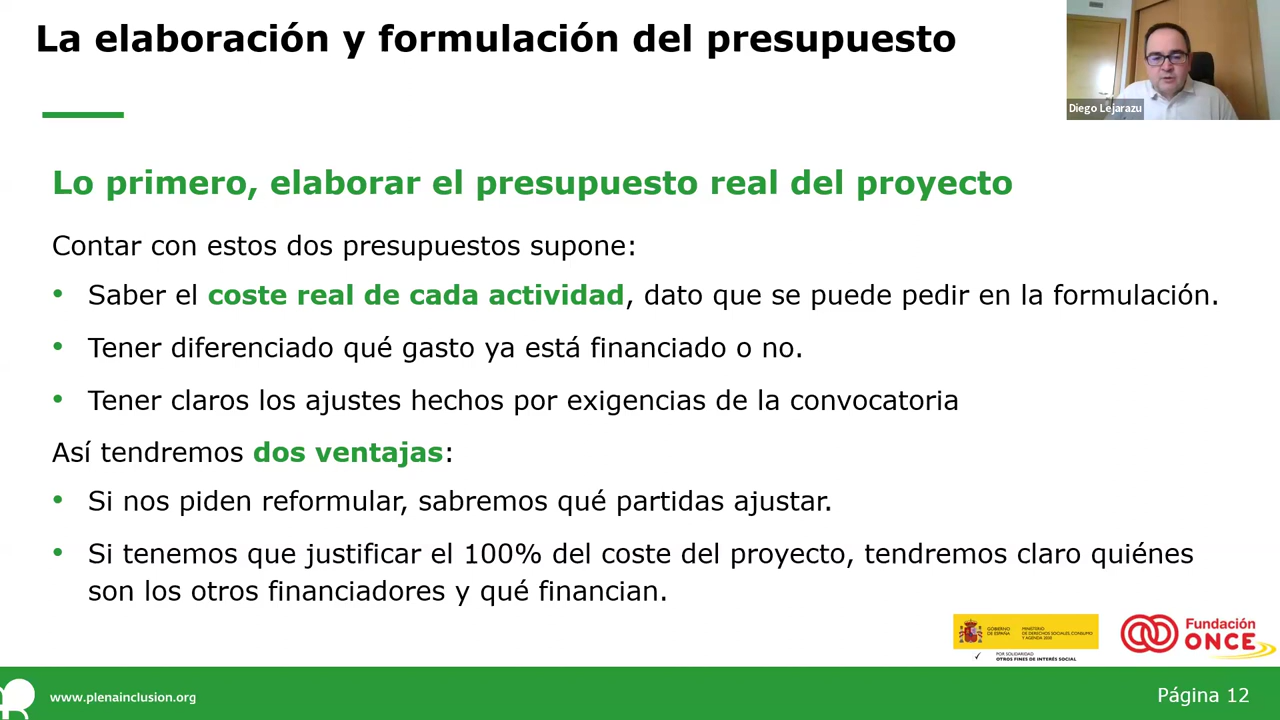 La elaboración y formulación del presupuesto
Diego Lejarazu
Lo primero, elaborar el presupuesto real del proyecto
Contar con estos dos presupuestos supone:
• Saber el coste real de cada actividad, dato que se puede pedir en la formulación.
• Tener diferenciado qué gasto ya está financiado o no.
• Tener claros los ajustes hechos por exigencias de la convocatoria
Así tendremos dos ventajas:
• Si nos piden reformular, sabremos qué partidas ajustar.
• Si tenemos que justificar el 100% del coste del proyecto, tendremos claro quiénes
son los otros financiadores y qué financian.
GOBIERNO
DE ESPAÑA
MINISTERIO
DE DERECHOS SOCIALES, CONSUMO
Y AGENDA 2030
POR SOLIDARIDAD
OTROS FINES DE INTERÉS SOCIAL
Fundación
ONCE
www.plenainclusion.org
Página 12